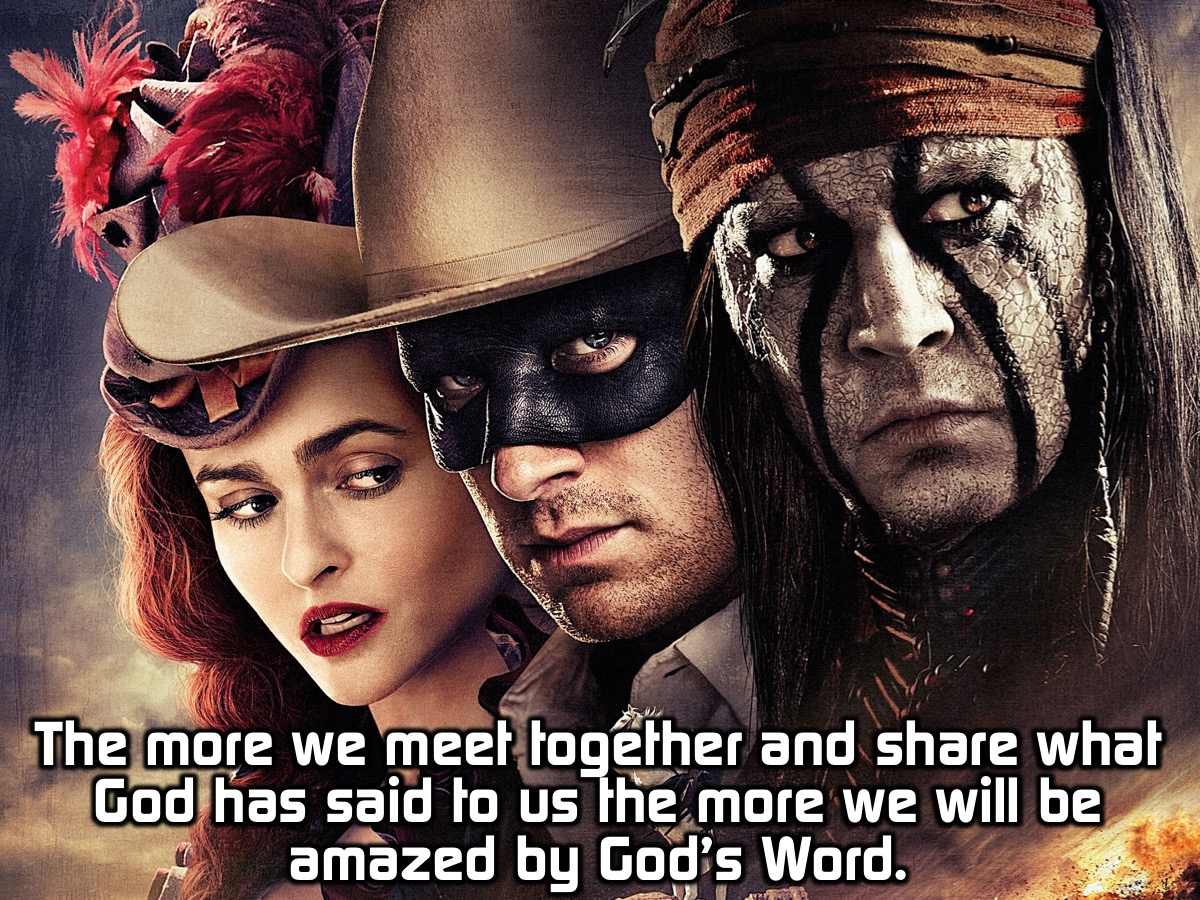 The more we meet together and share what
God has said to us the more we will be
amazed by God's Word.